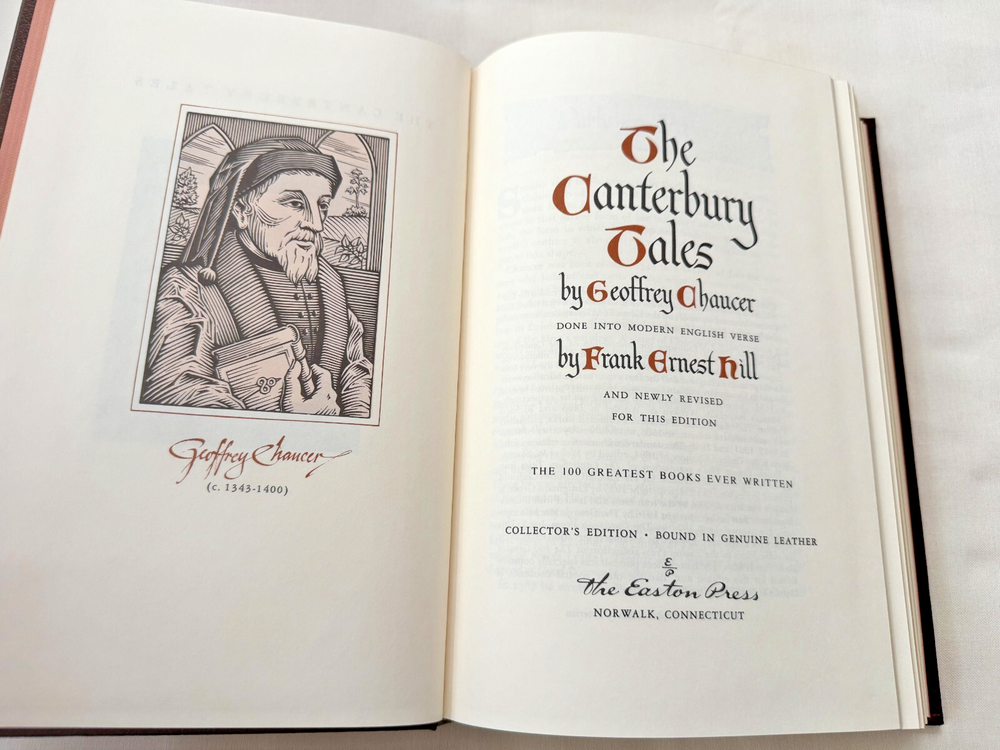 Geoffrey Chaucer
(c. 1343-1400)
The
Canterbury
Tales
by Geoffrey Chaucer
DONE INTO MODERN ENGLISH VERSE
by Frank Ernest Hill
AND NEWLY REVISED
FOR THIS EDITION
THE 100 GREATEST BOOKS EVER WRITTEN
COLLECTOR'S EDITION · BOUND IN GENUINE LEATHER
E
P
The Easton Press
NORWALK, CONNECTICUT